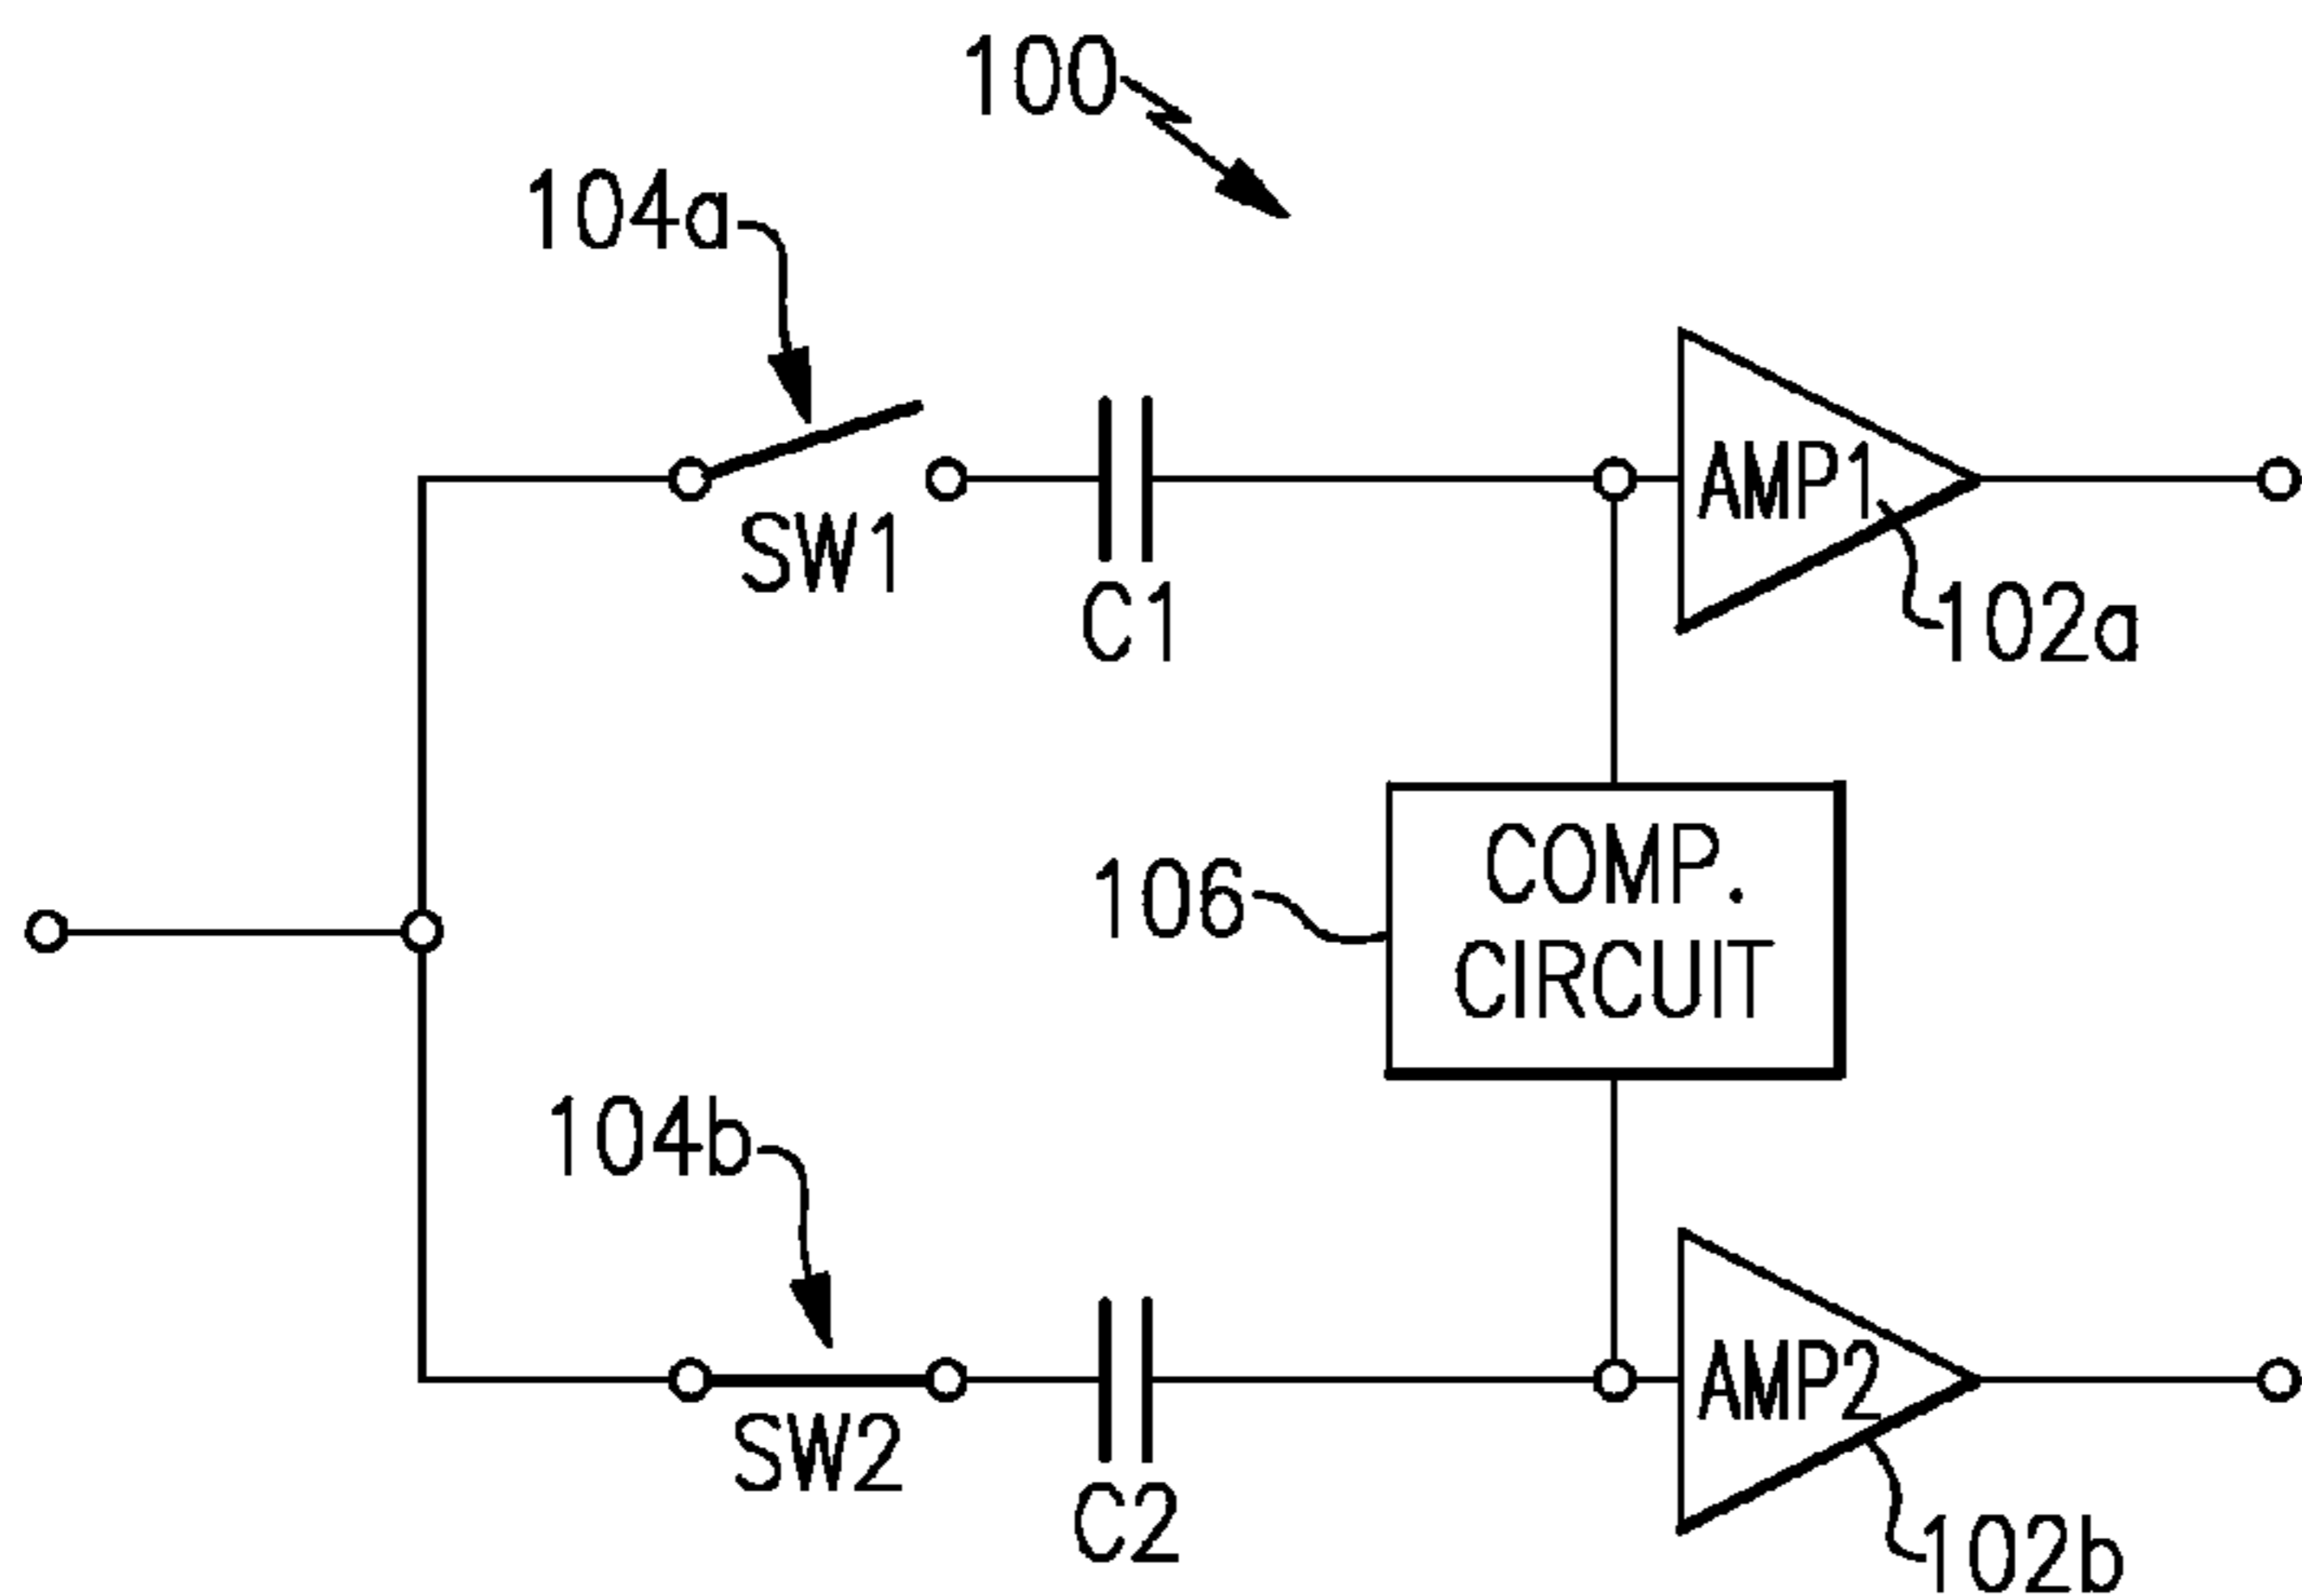 100
104a
SW1
C1
AMP1
102a
COMP.
CIRCUIT
106
104b
SW2
C2
AMP2
102b